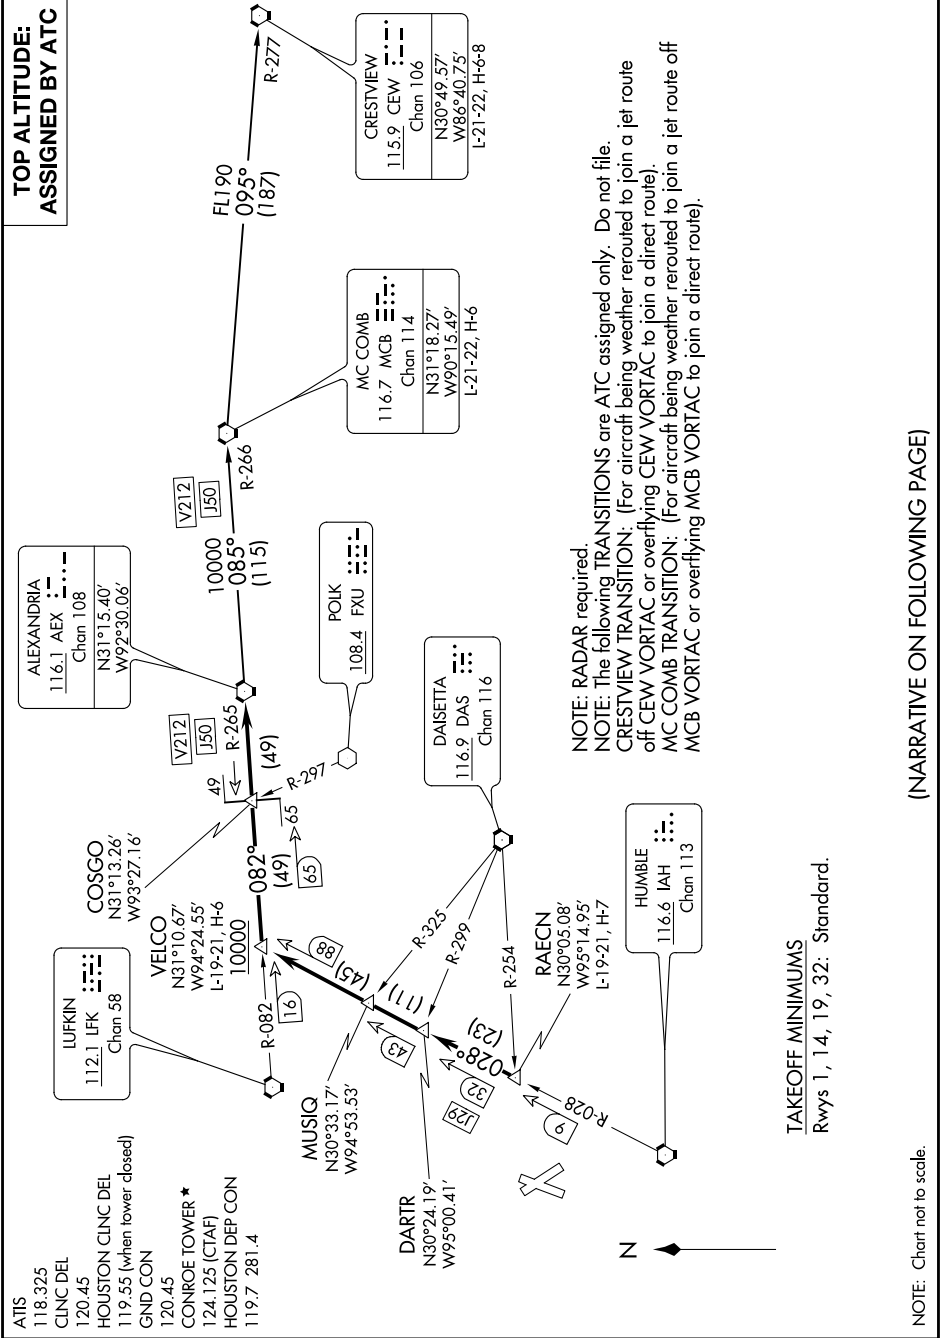 TOP ALTITUDE:
ASSIGNED BY ATC
ATIS
118.325
CLNC DEL
120.45
HOUSTON CLNC DEL
119.55 (when tower closed)
GND CON
120.45
CONROE TOWER★
124.125 (CTAF)
HOUSTON DEP CON
119.7 281.4
LUFKIN
112.1 LFK
Chan 58
ALEXANDRIA
116.1 AEX
Chan 108
N31°15.40'
W92°30.06'
COSGO
N31°13.26'
W93°27.16'
VELCO
N31°10.67'
W94°24.55'
L-19-21, H-6
10000
R-082
16
082°
(49)
65
65
49
V212
J50
R-265
(49)
R-297
POLK
108.4 FXU
10000
085°
(115)
V212
J50
R-266
MC COMB
116.7 MCB
Chan 114
N31°18.27'
W90°15.49'
L-21-22, H-6
FL190
095°
(187)
R-277
CRESTVIEW
115.9 CEW
Chan 106
N30°49.57'
W86°40.75'
L-21-22, H-6-8
MUSIQ
N30°33.17'
W94°53.53'
88
(45)
43
(11)
DARTR
N30°24.19'
W95°00.41'
32
J29
028°
(23)
R-325
R-299
R-254
DAISETTA
116.9 DAS
Chan 116
RAECN
N30°05.08'
W95°14.95'
L-19-21, H-7
9
R-028
HUMBLE
116.6 IAH
Chan 113
N
NOTE: RADAR required.
NOTE: The following TRANSITIONS are ATC assigned only. Do not file.
CRESTVIEW TRANSITION: (For aircraft being weather rerouted to join a jet route
off CEW VORTAC or overflying CEW VORTAC to join a direct route).
MC COMB TRANSITION: (For aircraft being weather rerouted to join a jet route off
MCB VORTAC or overflying MCB VORTAC to join a direct route).
TAKEOFF MINIMUMS
Rwys 1, 14, 19, 32: Standard.
(NARRATIVE ON FOLLOWING PAGE)
NOTE: Chart not to scale.